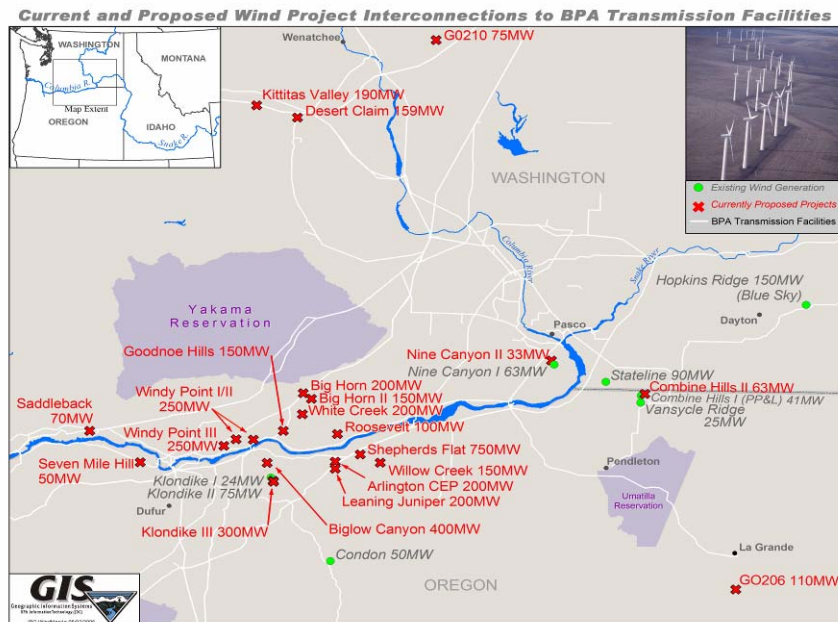 Current and Proposed Wind Project Interconnections to BPA Transmission Facilities
WASHINGTON
MONTANA
Columbia R.
Map Extent
OREGON
IDAHO
Snake R.
Wenatchee
G0210 75MW
Kittitas Valley 190MW
Desert Claim 159MW
WASHINGTON
Existing Wind Generation
Currently Proposed Projects
BPA Transmission Facilities
Columbia River
Snake River
Hopkins Ridge 150MW
(Blue Sky)
Dayton
Yakama
Reservation
Pasco
Goodnoe Hills 150MW
Nine Canyon II 33MW
Nine Canyon I 63MW
Stateline 90MW
Combine Hills II 63MW
Combine Hills I (PP&L) 41MW
Vansycle Ridge
25MW
Big Horn 200MW
Big Horn II 150MW
White Creek 200MW
Windy Point I/II
250MW
Saddleback
70MW
Roosevelt 100MW
Windy Point III
250MW
Shepherds Flat 750MW
Willow Creek 150MW
Seven Mile Hill
50MW
Arlington CEP 200MW
Leaning Juniper 200MW
Klondike I 24MW
Klondike II 75MW
Pendleton
Umatilla
Reservation
Dufur
Klondike III 300MW
Biglow Canyon 400MW
Condon 50MW
La Grande
GO206 110MW
OREGON
GIS
Geographic Information Systems